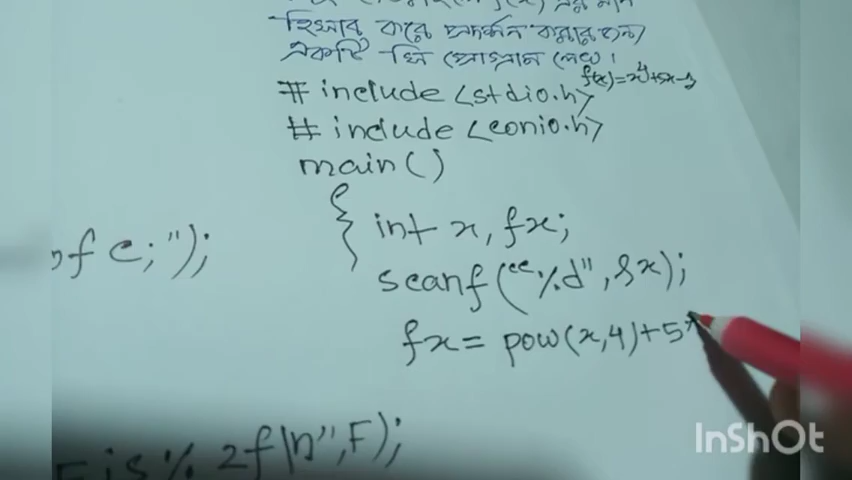 হিসাব করে প্রদর্শন করার জন্য
একটি সি প্রোগ্রাম লেখ।
f(x)=x⁴+5x-
# include <stdio.h>
# include <conio.h>
main()
{ int x, fx;
scanf("%d", &x);
fx= pow(x,4)+5*
of c;");
is % 2f\n",F);
InShOt